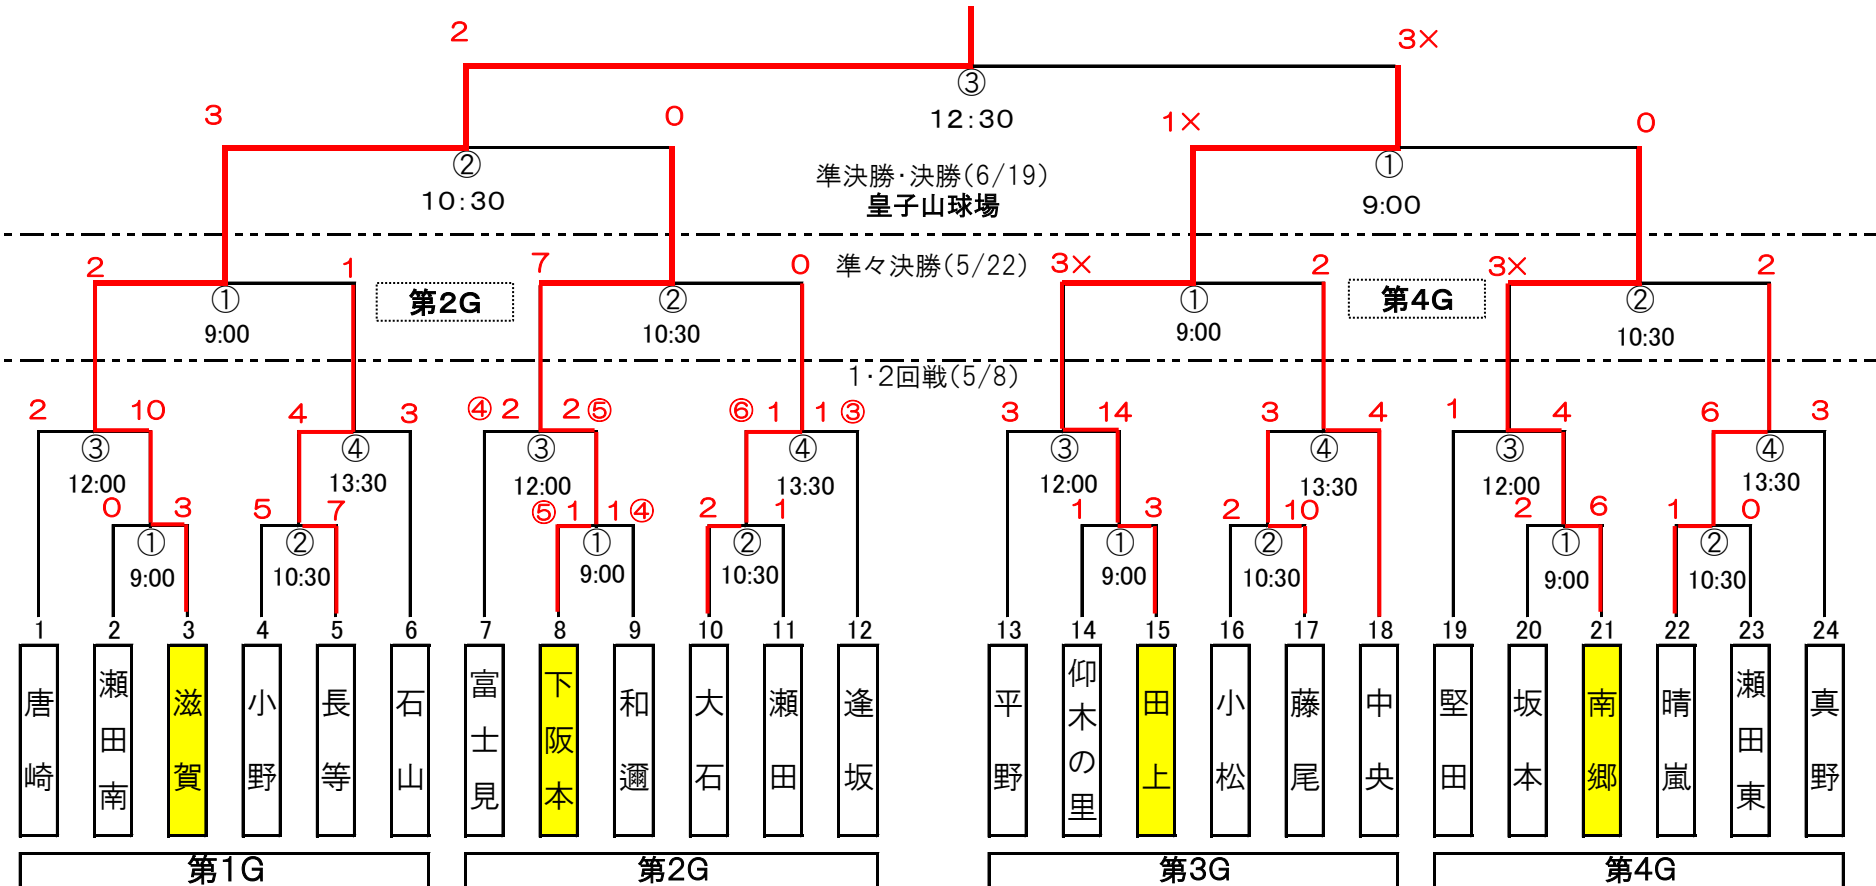 2 3×
③
3 0 12:30 1× 0
② ①
準決勝・決勝(6/19)
10:30 皇子山球場 9:00
2 1 7 0 準々決勝(5/22) 3× 2 3× 2
① 第2G ② ① 第4G ②
9:00 10:30 9:00 10:30
1・2回戦(5/8)
2 10 4 3 ④ 2 2 ⑤ ⑥ 1 1 ③ 3 14 3 4 1 4 6 3
③ ④ ③ ④ ③ ④ ③ ④
12:00 13:30 12:00 13:30 12:00 13:30 12:00 13:30
0 3 5 7 ⑤ 1 1 ④ 2 1 1 3 2 10 2 6 1 0
① ② ① ② ① ② ① ②
9:00 10:30 9:00 10:30 9:00 10:30 9:00 10:30
1 2 3 4 5 6 7 8 9 10 11 12 13 14 15 16 17 18 19 20 21 22 23 24
唐崎
瀬田南
滋賀
小野
長等
石山
富士見
下阪本
和邇
大石
瀬田
逢坂
平野
仰木の里
田上
小松
藤尾
中央
堅田
坂本
南郷
晴嵐
瀬田東
真野
第1G 第2G 第3G 第4G